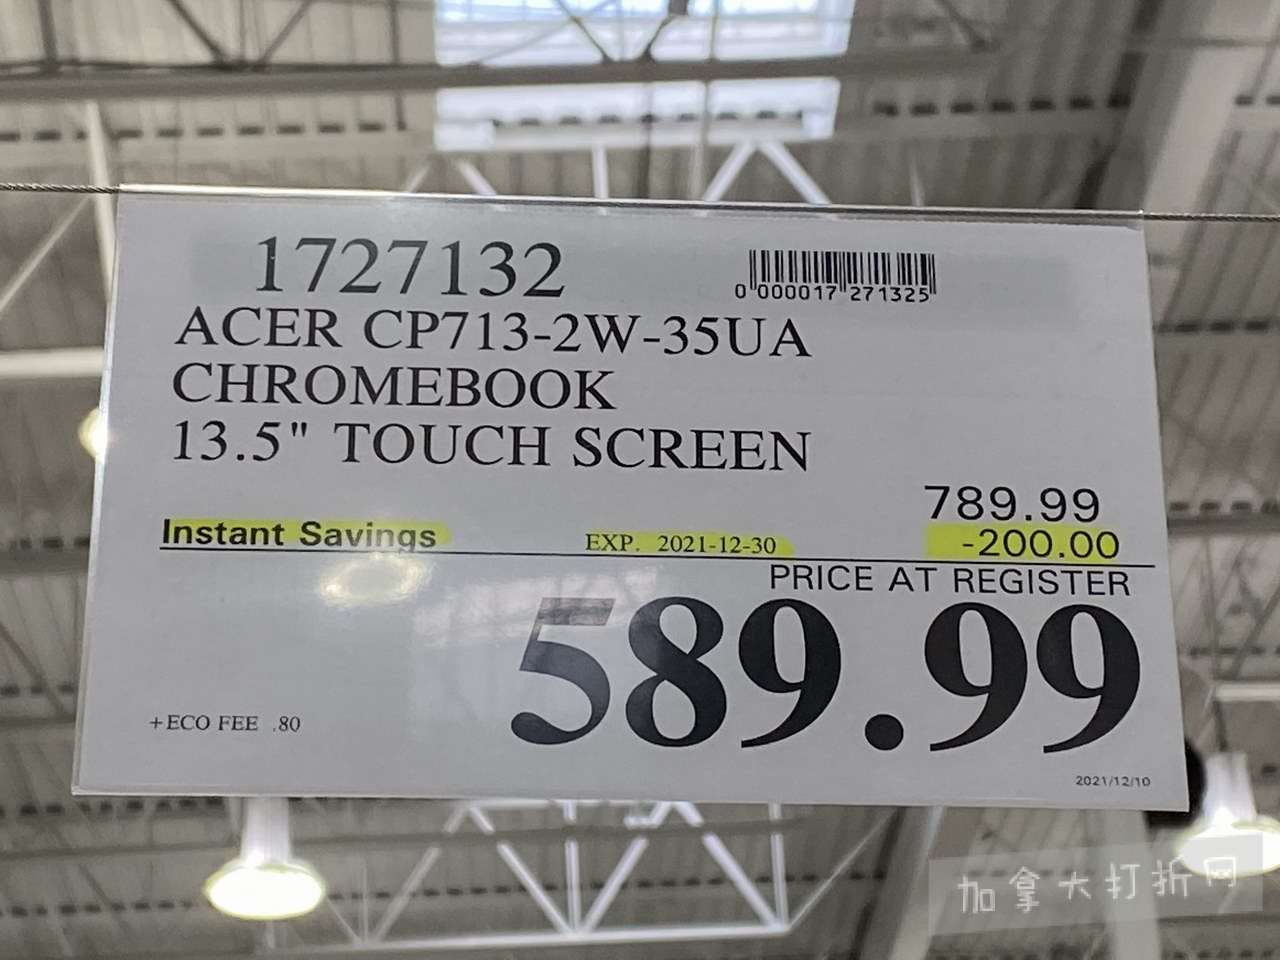 1727132
0 000017 271325
ACER CP713-2W-35UA
CHROMEBOOK
13.5" TOUCH SCREEN
789.99
Instant Savings EXP. 2021-12-30 -200.00
PRICE AT REGISTER
589.99
+ECO FEE .80
2021/12/10
加拿大打折网